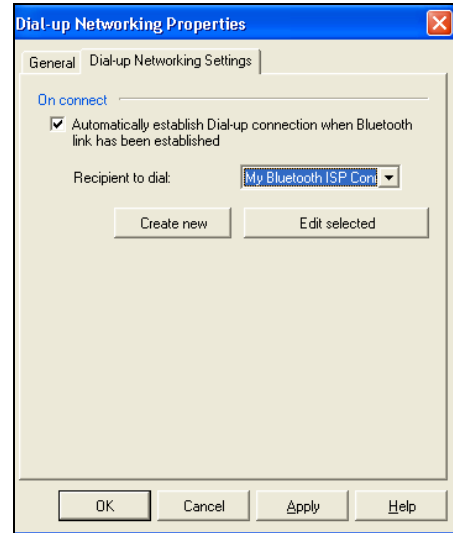 Dial-up Networking Properties
General Dial-up Networking Settings
On connect
Automatically establish Dial-up connection when Bluetooth
link has been established
Recipient to dial: My Bluetooth ISP
Create new Edit selected
OK Cancel Apply Help